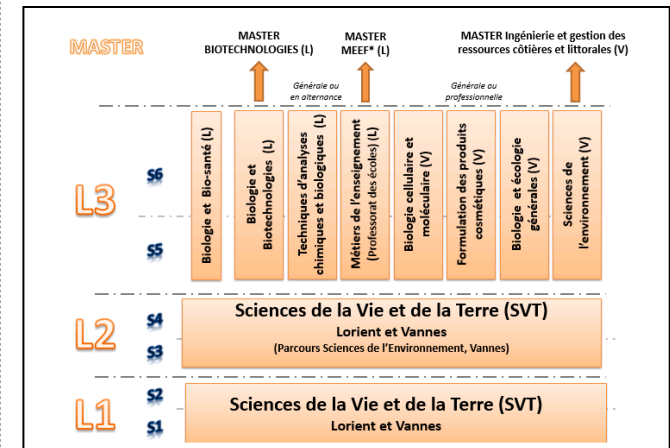 MASTER
MASTER
BIOTECHNOLOGIES (L)
MASTER
MEEF* (L)
MASTER Ingénierie et gestion des
ressources côtières et littorales (V)
Générale ou
en alternance
Générale ou
professionnelle
L3
S6
S5
Biologie et Bio-santé (L)
Biologie et
Biotechnologies (L)
Techniques d'analyses
chimiques et biologiques (L)
Métiers de l'enseignement
(Professorat des écoles) (L)
Biologie cellulaire et
moléculaire (V)
Formulation des produits
cosmétiques (V)
Biologie et écologie
générales (V)
Sciences de
l'environnement (V)
L2
S4
S3
Sciences de la Vie et de la Terre (SVT)
Lorient et Vannes
(Parcours Sciences de l'Environnement, Vannes)
L1
S2
S1
Sciences de la Vie et de la Terre (SVT)
Lorient et Vannes